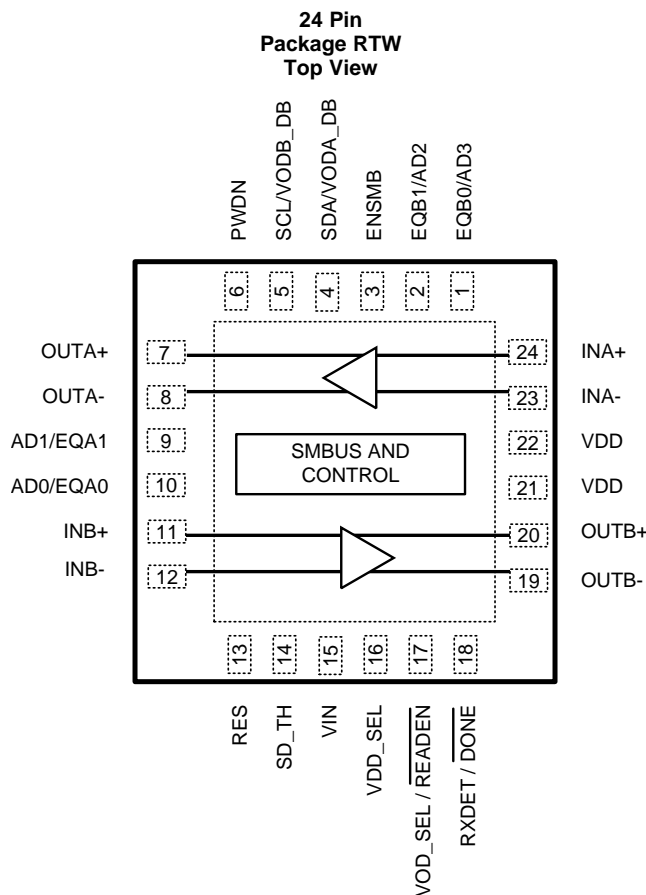 24 Pin
Package RTW
Top View
PWDN
SCL/VODB_DB
SDA/VODA_DB
ENSMB
EQB1/AD2
EQB0/AD3
6
5
4
3
2
1
OUTA+
7
24
INA+
OUTA-
8
23
INA-
AD1/EQA1
9
22
VDD
AD0/EQA0
10
21
VDD
SMBUS AND
CONTROL
INB+
11
20
OUTB+
INB-
12
19
OUTB-
13
14
15
16
17
18
RES
SD_TH
VIN
VDD_SEL
VOD_SEL / READEN
RXDET / DONE